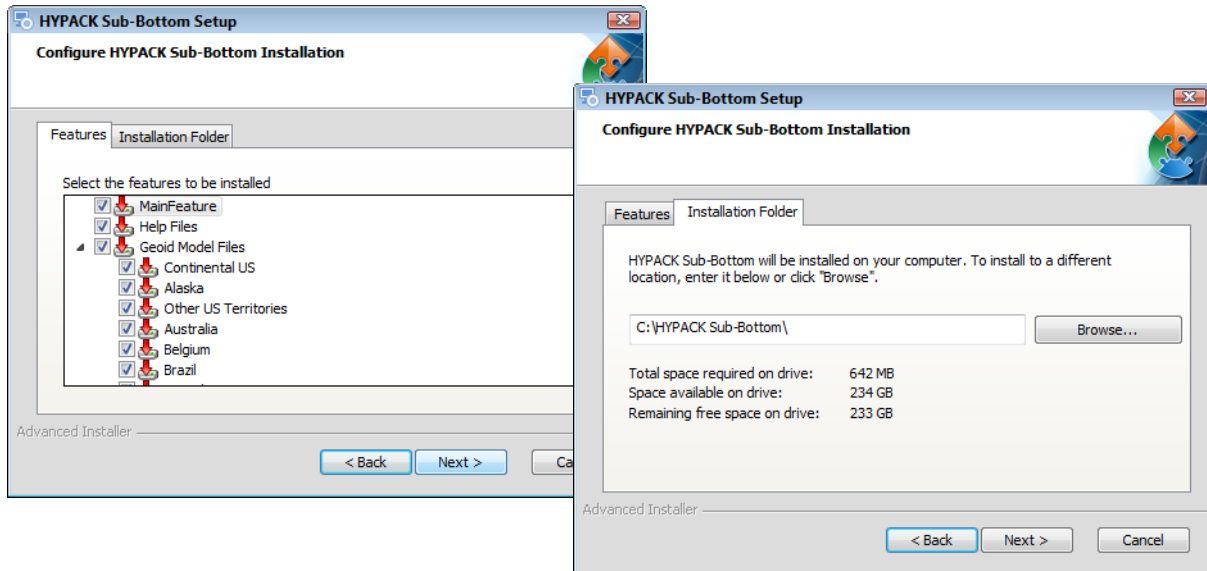 HYPACK Sub-Bottom Setup
Configure HYPACK Sub-Bottom Installation
Features
Installation Folder
Select the features to be installed
MainFeature
Help Files
Geoid Model Files
Continental US
Alaska
Other US Territories
Australia
Belgium
Brazil
Advanced Installer
< Back
Next >
Ca
HYPACK Sub-Bottom Setup
Configure HYPACK Sub-Bottom Installation
Features
Installation Folder
HYPACK Sub-Bottom will be installed on your computer. To install to a different
location, enter it below or click "Browse".
C:\HYPACK Sub-Bottom\
Browse...
Total space required on drive: 642 MB
Space available on drive: 234 GB
Remaining free space on drive: 233 GB
Advanced Installer
< Back
Next >
Cancel